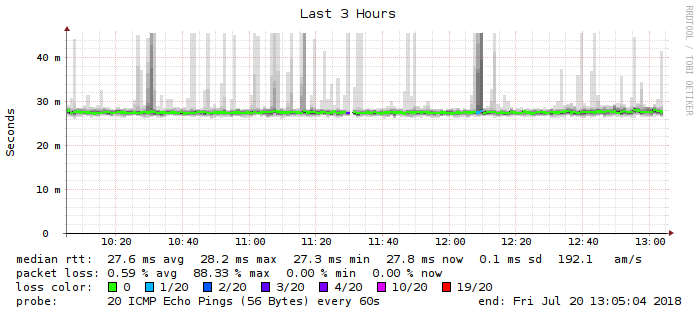 Last 3 Hours
RRDTOOL / TOBI OETIKER
Seconds
40 m
30 m
20 m
10 m
0
10:20 10:40 11:00 11:20 11:40 12:00 12:20 12:40 13:00
median rtt: 27.6 ms avg 28.2 ms max 27.3 ms min 27.8 ms now 0.1 ms sd 192.1 am/s
packet loss: 0.59 % avg 88.33 % max 0.00 % min 0.00 % now
loss color: 0 1/20 2/20 3/20 4/20 10/20 19/20
probe: 20 ICMP Echo Pings (56 Bytes) every 60s end: Fri Jul 20 13:05:04 2018